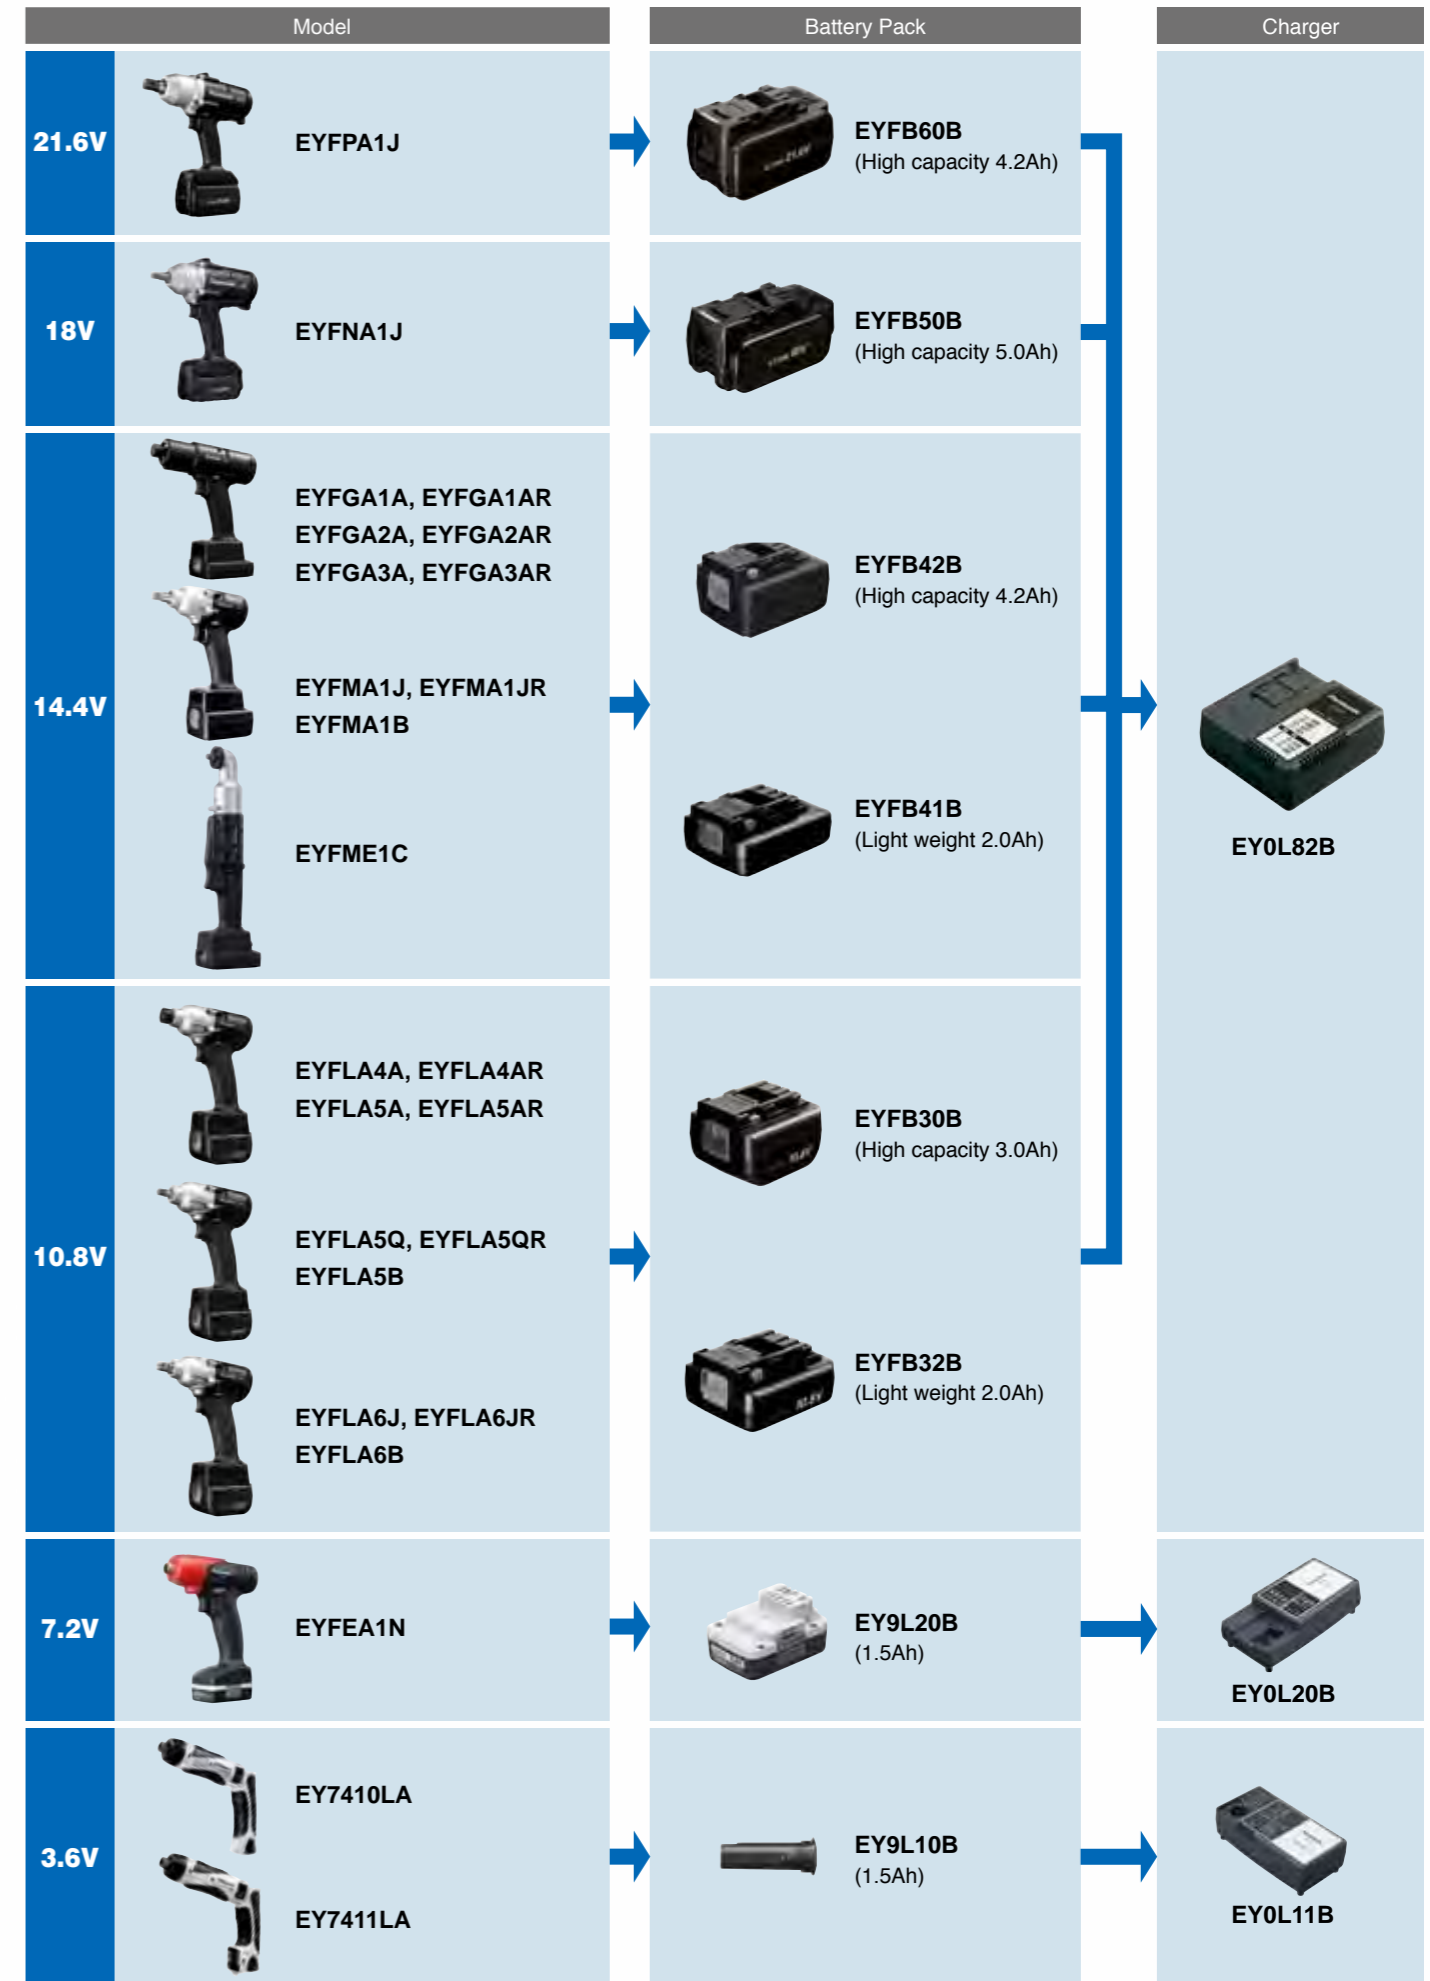 Model
Battery Pack
Charger
21.6V
EYFPA1J
EYFB60B
(High capacity 4.2Ah)
18V
EYFNA1J
EYFB50B
(High capacity 5.0Ah)
14.4V
EYFGA1A, EYFGA1AR
EYFGA2A, EYFGA2AR
EYFGA3A, EYFGA3AR
EYFMA1J, EYFMA1JR
EYFMA1B
EYFME1C
EYFB42B
(High capacity 4.2Ah)
EYFB41B
(Light weight 2.0Ah)
EY0L82B
10.8V
EYFLA4A, EYFLA4AR
EYFLA5A, EYFLA5AR
EYFLA5Q, EYFLA5QR
EYFLA5B
EYFLA6J, EYFLA6JR
EYFLA6B
EYFB30B
(High capacity 3.0Ah)
EYFB32B
(Light weight 2.0Ah)
7.2V
EYFEA1N
EY9L20B
(1.5Ah)
EY0L20B
3.6V
EY7410LA
EY7411LA
EY9L10B
(1.5Ah)
EY0L11B